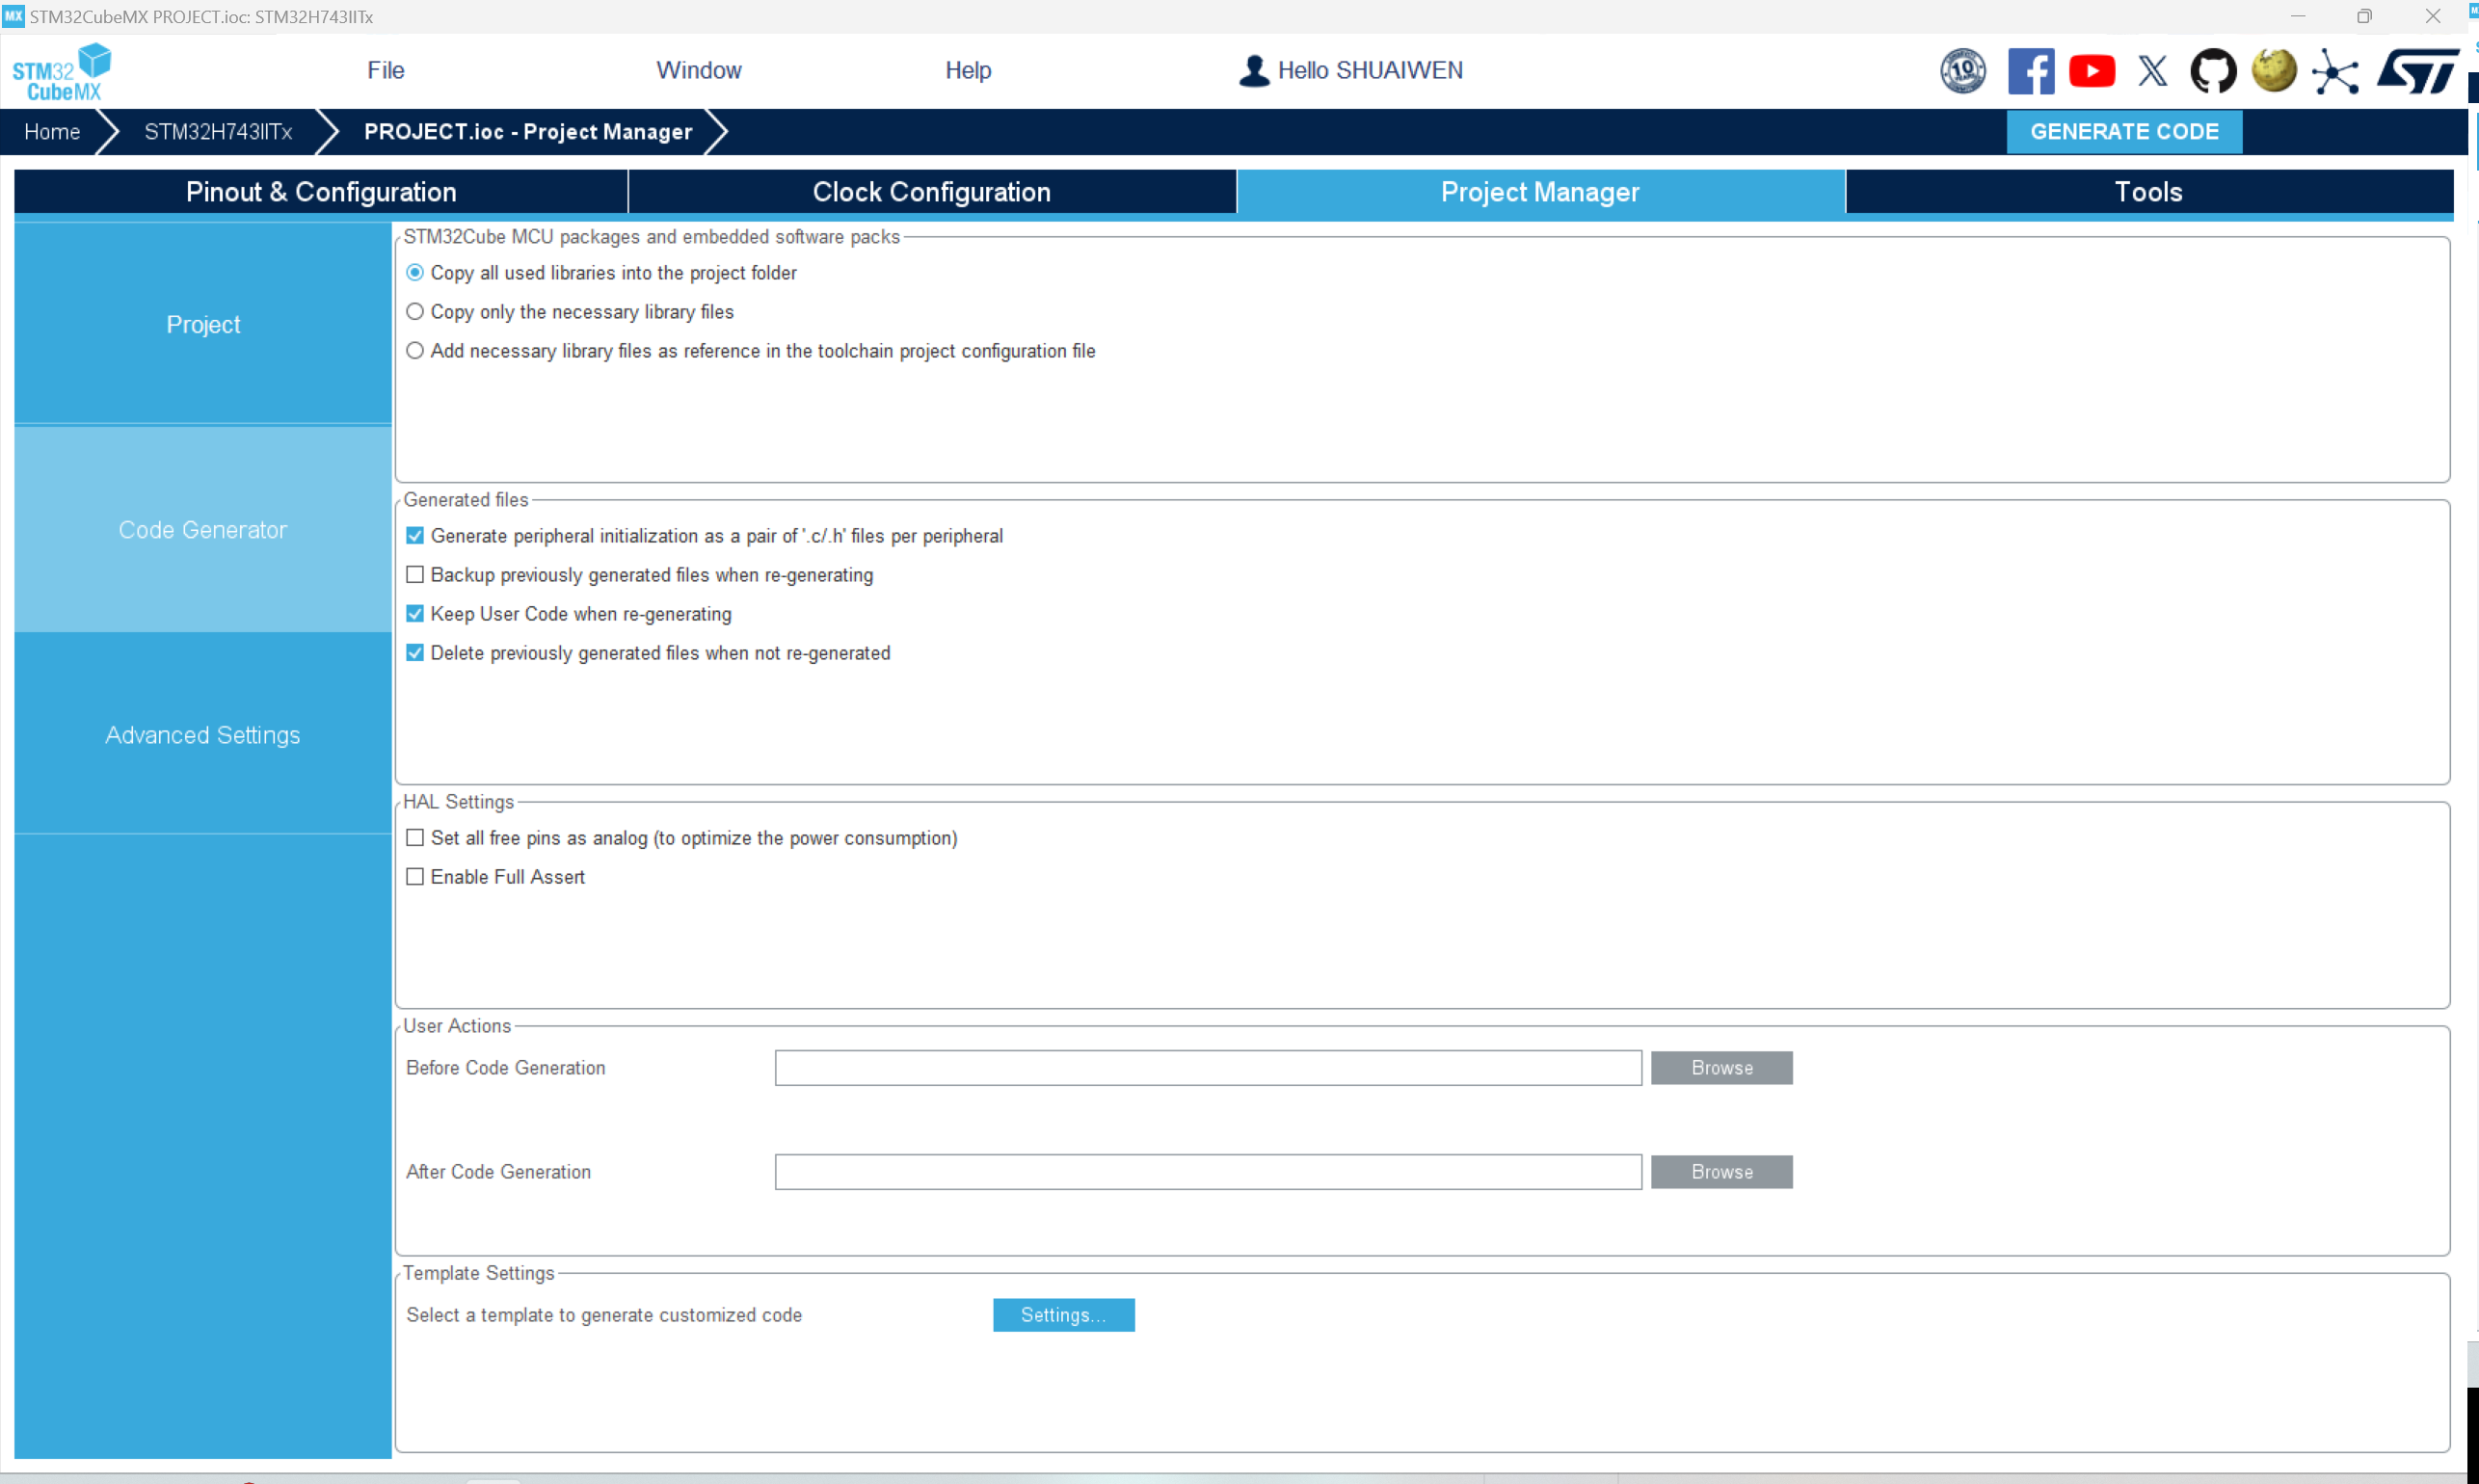 MX STM32CubeMX PROJECT.ioc: STM32H743IITx
STM32
CubeMX
File Window Help Hello SHUAIWEN
10 YEARS
Home STM32H743IITx PROJECT.ioc - Project Manager GENERATE CODE
Pinout & Configuration Clock Configuration Project Manager Tools
STM32Cube MCU packages and embedded software packs
Copy all used libraries into the project folder
Project
Copy only the necessary library files
Add necessary library files as reference in the toolchain project configuration file
Generated files
Code Generator
Generate peripheral initialization as a pair of '.c/.h' files per peripheral
Backup previously generated files when re-generating
Keep User Code when re-generating
Delete previously generated files when not re-generated
Advanced Settings
HAL Settings
Set all free pins as analog (to optimize the power consumption)
Enable Full Assert
User Actions
Before Code Generation Browse
After Code Generation Browse
Template Settings
Select a template to generate customized code Settings...